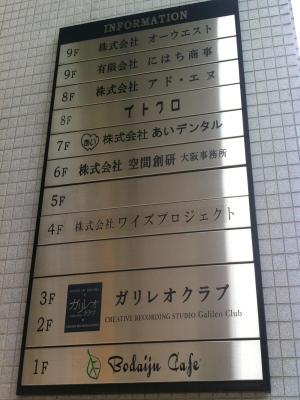 INFORMATION
9F 株式会社 オーウエスト
9F 有限会社 にはち商事
8F 株式会社 アド・エヌ
8F イトクロ
7F 株式会社 あいデンタル
6F 株式会社 空間創研 大阪事務所
5F
4F 株式会社ワイズプロジェクト
3F ガリレオクラブ
2F CREATIVE RECORDING STUDIO Galileo Club
ガリレオ
クラブ
1F Bodaiju Cafe